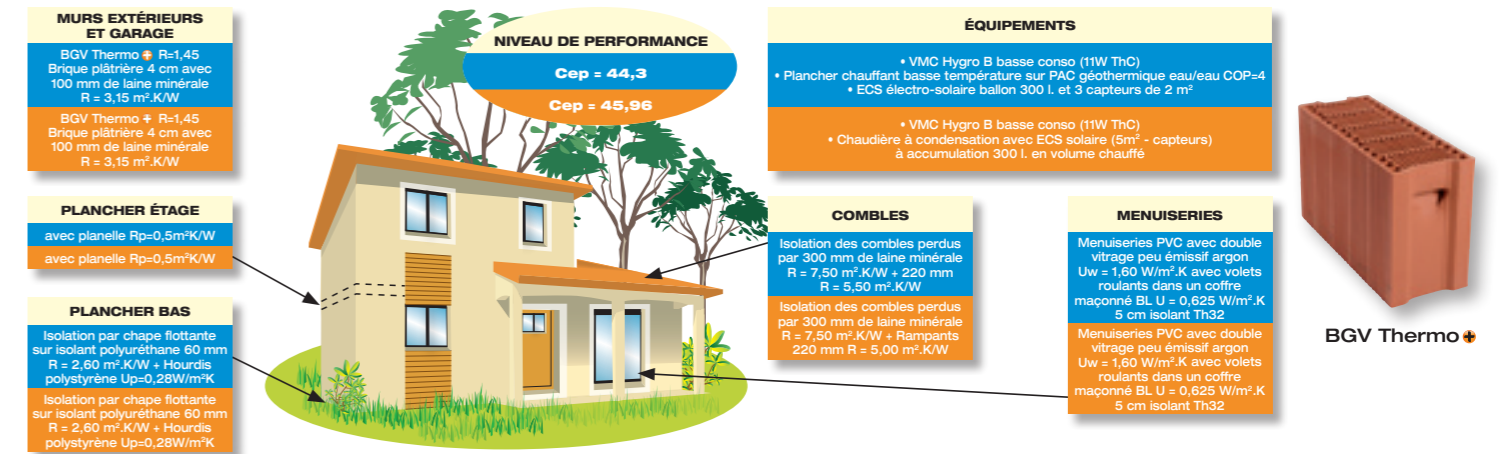 MURS EXTÉRIEURS
ET GARAGE
BGV Thermo + R=1,45
Brique plâtrière 4 cm avec
100 mm de laine minérale
R = 3,15 m².K/W
BGV Thermo + R=1,45
Brique plâtrière 4 cm avec
100 mm de laine minérale
R = 3,15 m².K/W
PLANCHER ÉTAGE
avec planelle Rp=0,5m²K/W
avec planelle Rp=0,5m²K/W
PLANCHER BAS
Isolation par chape flottante
sur isolant polyuréthane 60 mm
R = 2,60 m².K/W + Hourdis
polystyrène Up=0,28W/m²K
Isolation par chape flottante
sur isolant polyuréthane 60 mm
R = 2,60 m².K/W + Hourdis
polystyrène Up=0,28W/m²K
NIVEAU DE PERFORMANCE
Cep = 44,3
Cep = 45,96
ÉQUIPEMENTS
• VMC Hygro B basse conso (11W ThC)
• Plancher chauffant basse température sur PAC géothermique eau/eau COP=4
• ECS électro-solaire ballon 300 l. et 3 capteurs de 2 m²
• VMC Hygro B basse conso (11W ThC)
• Chaudière à condensation avec ECS solaire (5m² - capteurs)
à accumulation 300 l. en volume chauffé
COMBLES
Isolation des combles perdus
par 300 mm de laine minérale
R = 7,50 m².K/W + 220 mm
R = 5,50 m².K/W
Isolation des combles perdus
par 300 mm de laine minérale
R = 7,50 m².K/W + Rampants
220 mm R = 5,00 m².K/W
MENUISERIES
Menuiseries PVC avec double
vitrage peu émissif argon
Uw = 1,60 W/m².K avec volets
roulants dans un coffre
maçonné BL U = 0,625 W/m².K
5 cm isolant Th32
Menuiseries PVC avec double
vitrage peu émissif argon
Uw = 1,60 W/m².K avec volets
roulants dans un coffre
maçonné BL U = 0,625 W/m².K
5 cm isolant Th32
BGV Thermo +